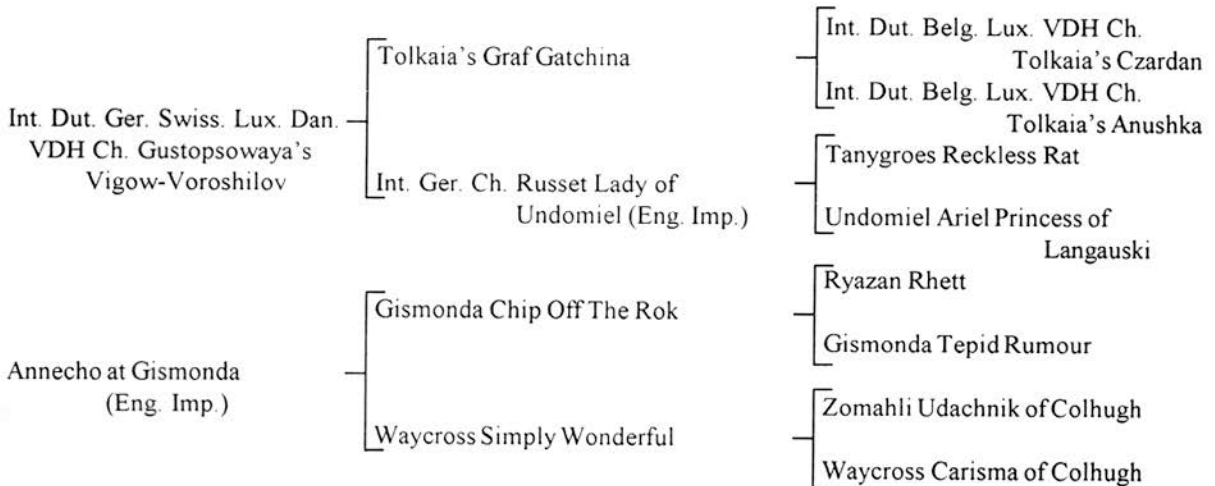 Int. Dut. Ger. Swiss. Lux. Dan.
VDH Ch. Gustopsowaya's
Vigow-Voroshilov
Tolkaia's Graf Gatchina
Int. Dut. Belg. Lux. VDH Ch.
Tolkaia's Czardan
Int. Dut. Belg. Lux. VDH Ch.
Tolkaia's Anushka
Int. Ger. Ch. Russet Lady of
Undomiel (Eng. Imp.)
Tanygroes Reckless Rat
Undomiel Ariel Princess of
Langauski
Annecho at Gismonda
(Eng. Imp.)
Gismonda Chip Off The Rok
Ryazan Rhett
Gismonda Tepid Rumour
Waycross Simply Wonderful
Zomahli Udachnik of Colhugh
Waycross Carisma of Colhugh